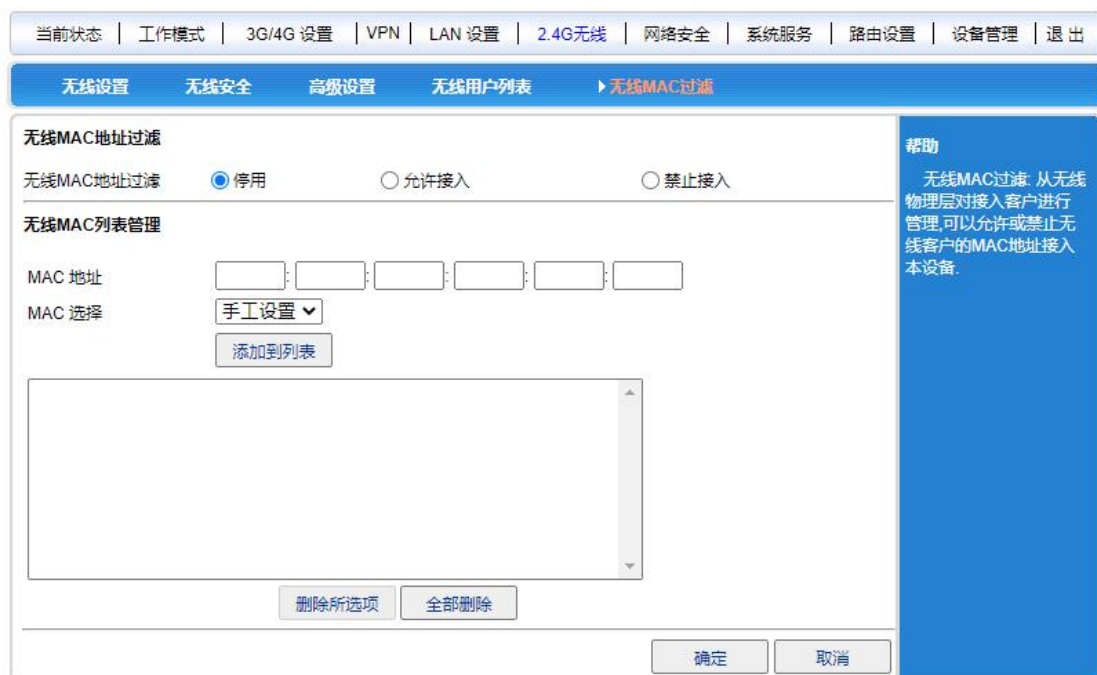 当前状态 | 工作模式 | 3G/4G 设置 | VPN | LAN 设置 | 2.4G无线 | 网络安全 | 系统服务 | 路由设置 | 设备管理 | 退 出
无线设置 无线安全 高级设置 无线用户列表 无线MAC过滤
无线MAC地址过滤
无线MAC地址过滤 停用 允许接入 禁止接入
无线MAC列表管理
MAC 地址 : : : : :
MAC 选择 手工设置
添加到列表
删除所选项 全部删除
确定 取消
帮助
无线MAC过滤: 从无线
物理层对接入客户进行
管理,可以允许或禁止无
线客户的MAC地址接入
本设备.